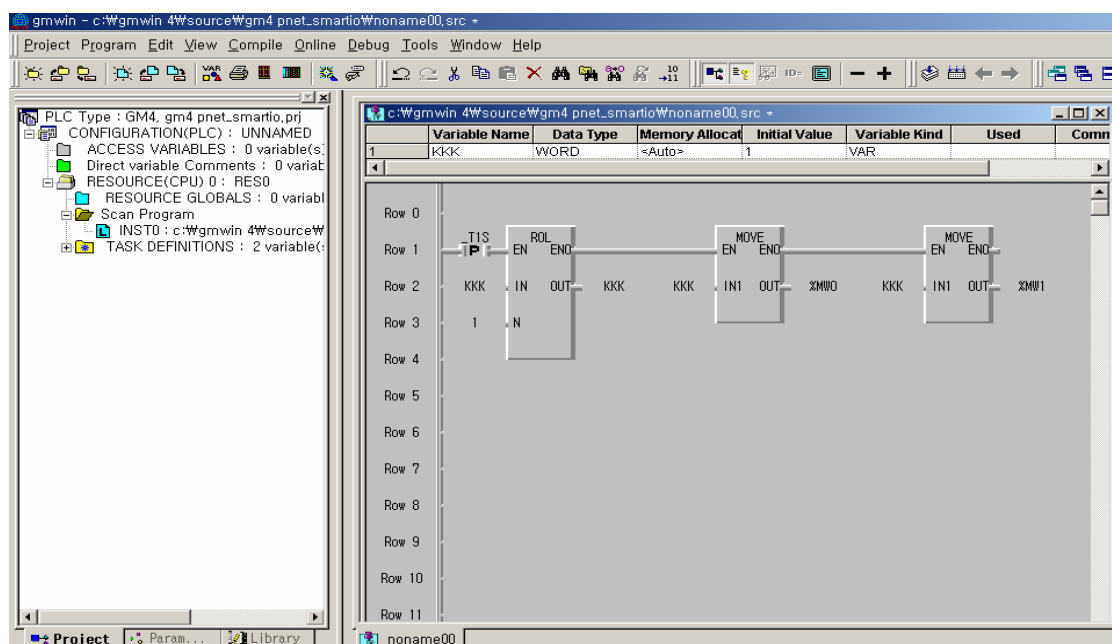 gmwin - c:₩gmwin 4₩source₩gm4 pnet_smartio₩noname00.src *
Project Program Edit View Compile Online Debug Tools Window Help
PLC Type : GM4, gm4 pnet_smartio.prj
CONFIGURATION(PLC) : UNNAMED
ACCESS VARIABLES : 0 variable(s)
Direct variable Comments : 0 variat
RESOURCE(CPU) 0 : RES0
RESOURCE GLOBALS : 0 variabl
Scan Program
INST0 : c:₩gmwin 4₩source₩
TASK DEFINITIONS : 2 variable(
Project Param... Library
c:₩gmwin 4₩source₩gm4 pnet_smartio₩noname00.src *
Variable Name Data Type Memory Allocat Initial Value Variable Kind Used Comm
1 KKK WORD <Auto> 1 VAR
Row 0
_T1S ROL MOVE MOVE
Row 1 P EN ENO EN ENO EN ENO
Row 2 KKK IN OUT KKK KKK IN1 OUT %MW0 KKK IN1 OUT %MW1
Row 3 1 N
Row 4
Row 5
Row 6
Row 7
Row 8
Row 9
Row 10
Row 11
noname00